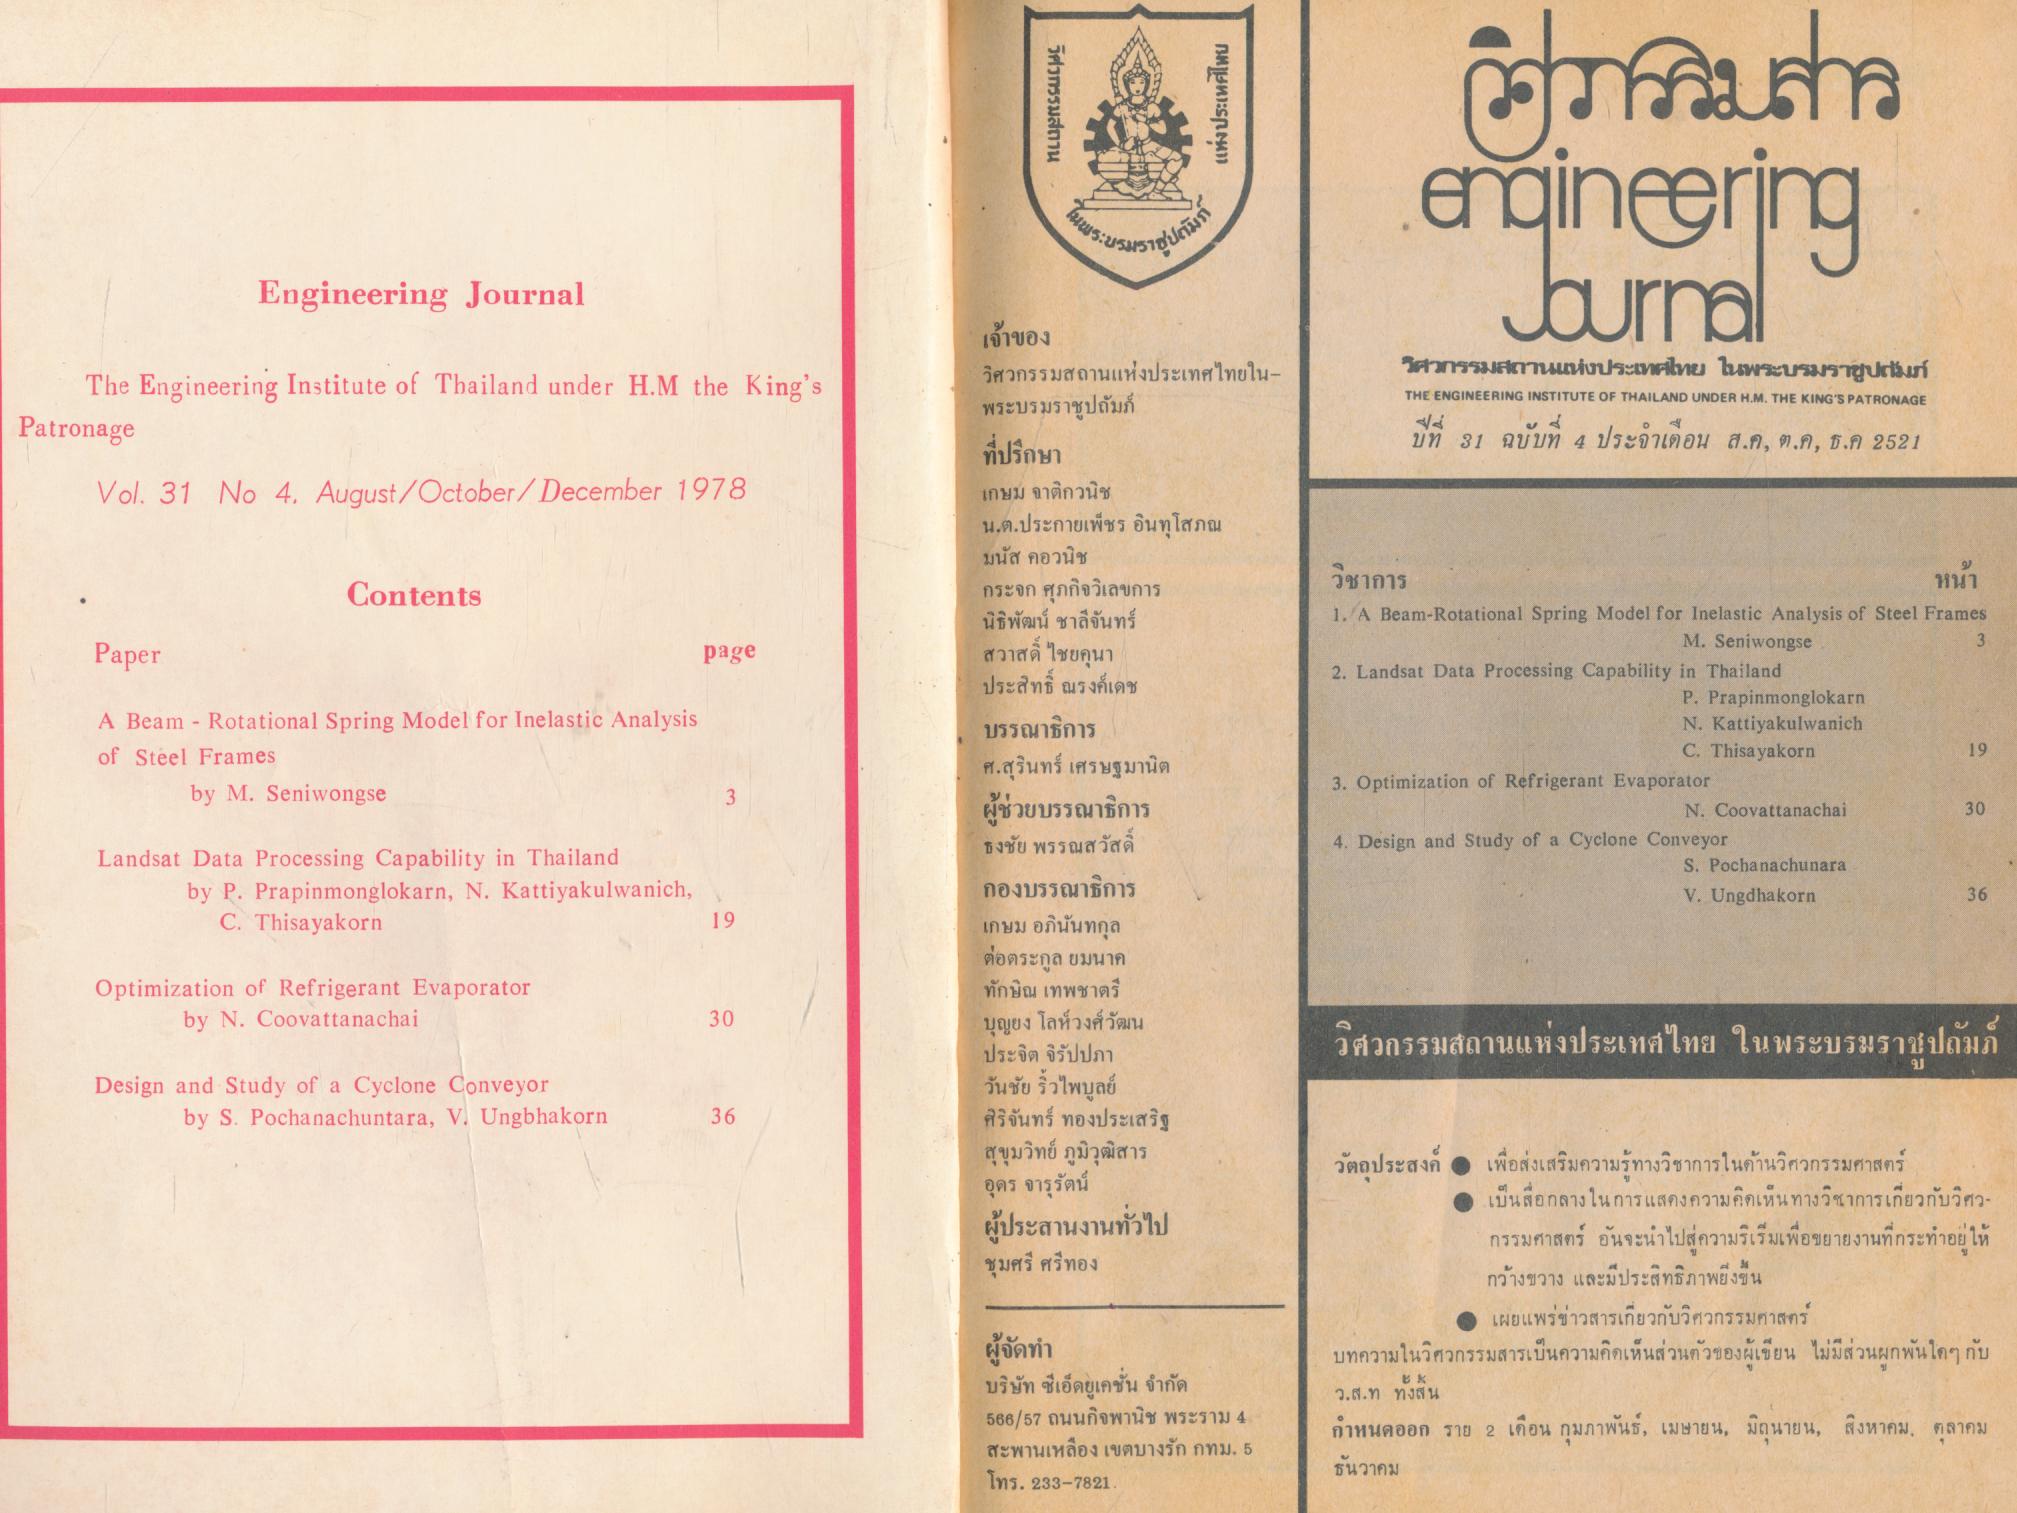 Engineering Journal
The Engineering Institute of Thailand under H.M the King's
Patronage
Vol. 31 No 4. August/October/December 1978
Contents
Paper page
A Beam - Rotational Spring Model for Inelastic Analysis
of Steel Frames
by M. Seniwongse 3
Landsat Data Processing Capability in Thailand
by P. Prapinmonglokarn, N. Kattiyakulwanich,
C. Thisayakorn 19
Optimization of Refrigerant Evaporator
by N. Coovattanachai 30
Design and Study of a Cyclone Conveyor
by S. Pochanachuntara, V. Ungbhakorn 36
วิศวกรรมสถาน
แห่งประเทศไทย
ในพระบรมราชูปถัมภ์
เจ้าของ
วิศวกรรมสถานแห่งประเทศไทยใน-
พระบรมราชูปถัมภ์
ที่ปรึกษา
เกษม จาติกวนิช
น.ต.ประกายเพ็ชร อินทุโสภณ
มนัส คอวนิช
กระจก ศุภกิจวิเลขการ
นิธิพัฒน์ ชาลีจันทร์
สวาสดิ์ ไชยคุนา
ประสิทธิ์ ณรงค์เดช
บรรณาธิการ
ศ.สุรินทร์ เศรษฐมานิต
ผู้ช่วยบรรณาธิการ
ธงชัย พรรณสวัสดิ์
กองบรรณาธิการ
เกษม อภินันทกุล
ต่อตระกูล ยมนาค
ทักษิณ เทพชาตรี
บุญยง โลห์วงศ์วัฒน
ประจิต จิรัปปภา
วันชัย ริ้วไพบูลย์
ศิริจันทร์ ทองประเสริฐ
สุขุมวิทย์ ภูมิวุฒิสาร
อุดร จารุรัตน์
ผู้ประสานงานทั่วไป
ชุมศรี ศรีทอง
ผู้จัดทำ
บริษัท ซีเอ็ดยูเคชั่น จำกัด
566/57 ถนนกิจพานิช พระราม 4
สะพานเหลือง เขตบางรัก กทม. 5
โทร. 233-7821.
วิศวกรรมสาร
engineering
Journal
วิศวกรรมสถานแห่งประเทศไทย ในพระบรมราชูปถัมภ์
THE ENGINEERING INSTITUTE OF THAILAND UNDER H.M. THE KING'S PATRONAGE
ปีที่ 31 ฉบับที่ 4 ประจำเดือน ส.ค, ต.ค, ธ.ค 2521
วิชาการ หน้า
1. A Beam-Rotational Spring Model for Inelastic Analysis of Steel Frames
M. Seniwongse 3
2. Landsat Data Processing Capability in Thailand
P. Prapinmonglokarn
N. Kattiyakulwanich
C. Thisayakorn 19
3. Optimization of Refrigerant Evaporator
N. Coovattanachai 30
4. Design and Study of a Cyclone Conveyor
S. Pochanachunara
V. Ungdhakorn 36
วิศวกรรมสถานแห่งประเทศไทย ในพระบรมราชูปถัมภ์
วัตถุประสงค์ ● เพื่อส่งเสริมความรู้ทางวิชาการในด้านวิศวกรรมศาสตร์
● เป็นสื่อกลางในการแสดงความคิดเห็นทางวิชาการเกี่ยวกับวิศว-
กรรมศาสตร์ อันจะนำไปสู่ความริเริ่มเพื่อขยายงานที่กระทำอยู่ให้
กว้างขวาง และมีประสิทธิภาพยิ่งขึ้น
● เผยแพร่ข่าวสารเกี่ยวกับวิศวกรรมศาสตร์
บทความในวิศวกรรมสารเป็นความคิดเห็นส่วนตัวของผู้เขียน ไม่มีส่วนผูกพันใดๆ กับ
ว.ส.ท ทั้งสิ้น
กำหนดออก ราย 2 เดือน กุมภาพันธ์, เมษายน, มิถุนายน, สิงหาคม, ตุลาคม
ธันวาคม